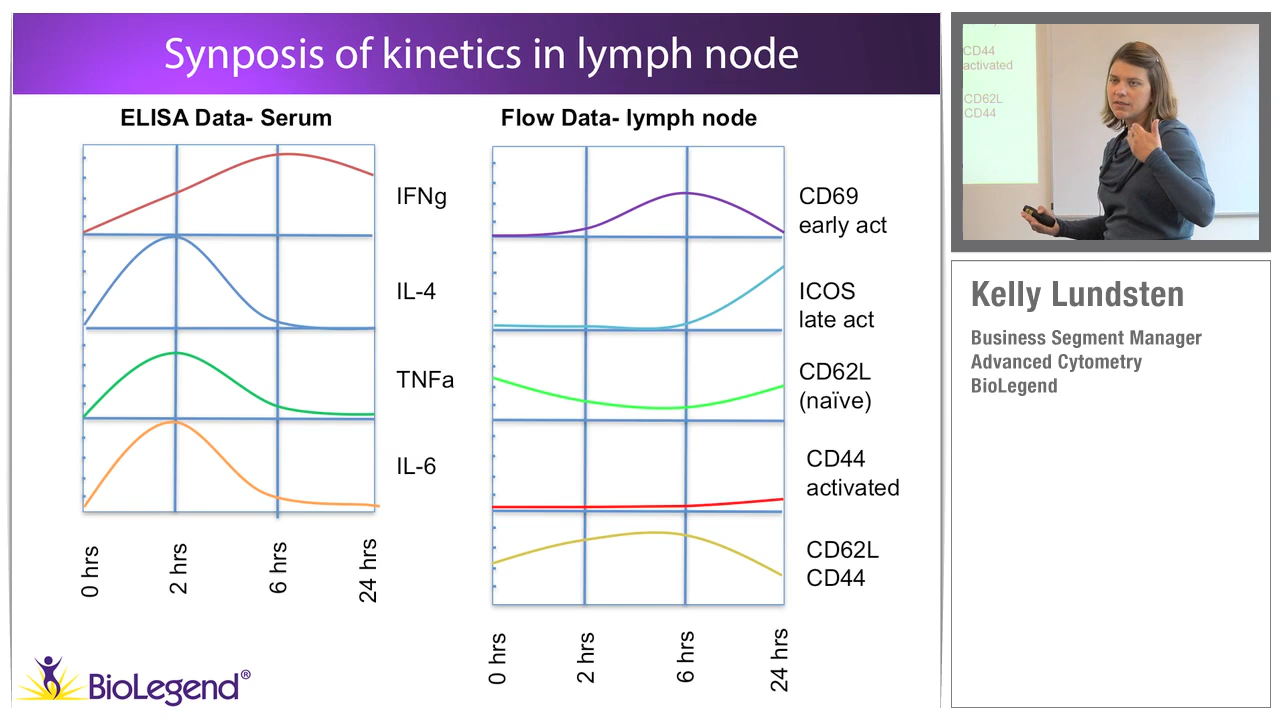 Synposis of kinetics in lymph node
ELISA Data- Serum
IFNg
IL-4
TNFa
IL-6
0 hrs
2 hrs
6 hrs
24 hrs
Flow Data- lymph node
CD69
early act
ICOS
late act
CD62L
(naïve)
CD44
activated
CD62L
CD44
0 hrs
2 hrs
6 hrs
24 hrs
BioLegend®
CD44
activated
CD62L
CD44
Kelly Lundsten
Business Segment Manager
Advanced Cytometry
BioLegend